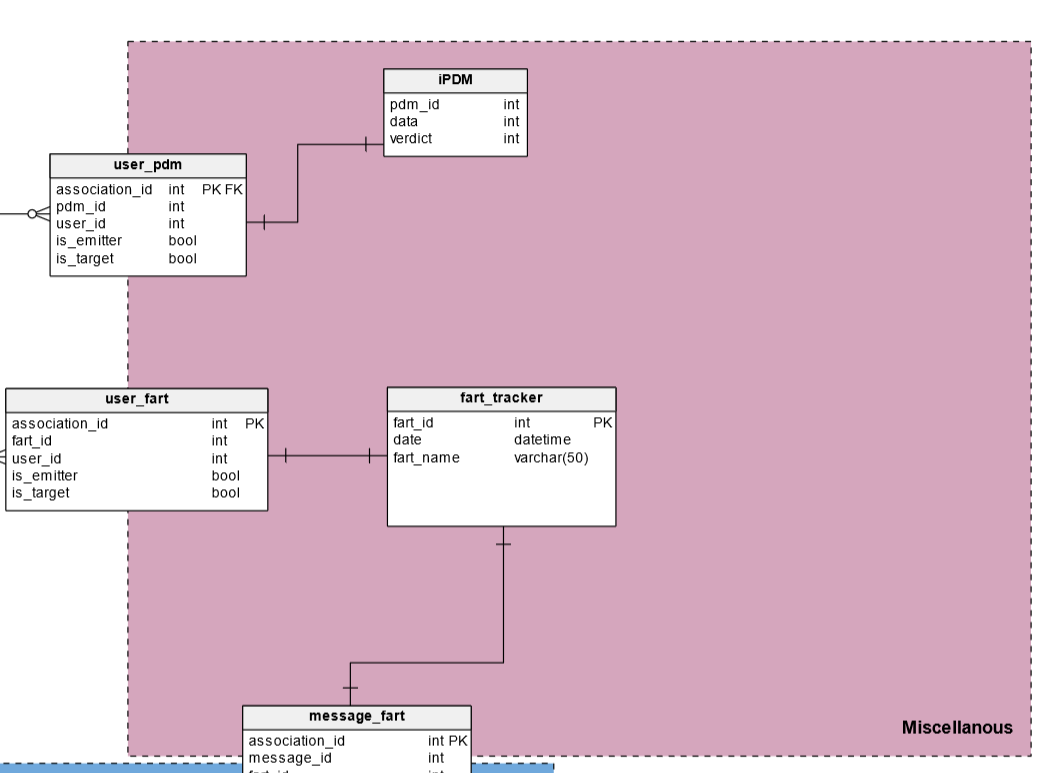 iPDM
pdm_id int
data int
verdict int
user_pdm
association_id int PK FK
pdm_id int
user_id int
is_emitter bool
is_target bool
user_fart
association_id int PK
fart_id int
user_id int
is_emitter bool
is_target bool
fart_tracker
fart_id int PK
date datetime
fart_name varchar(50)
Miscellanous
message_fart
association_id int PK
message_id int